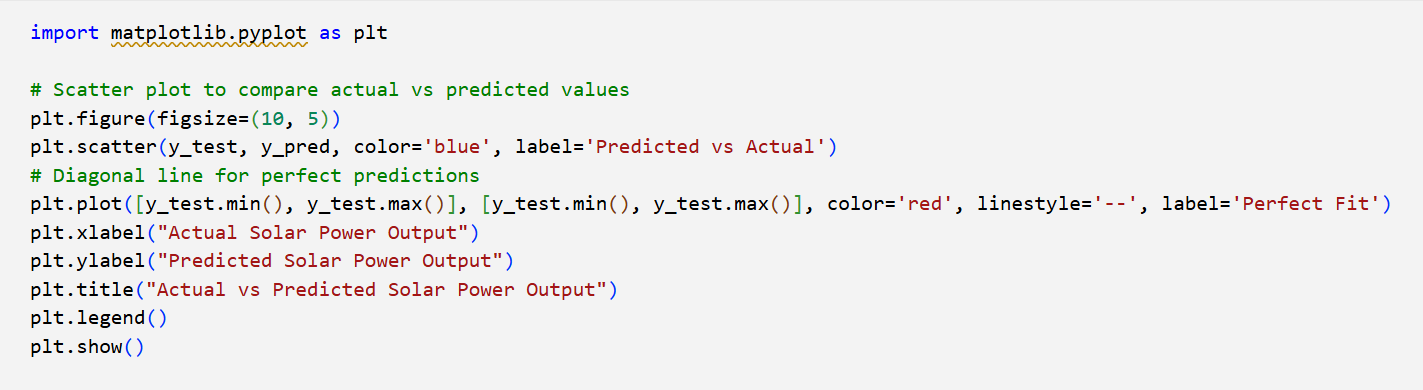 import matplotlib.pyplot as plt
# Scatter plot to compare actual vs predicted values
plt.figure(figsize=(10, 5))
plt.scatter(y_test, y_pred, color='blue', label='Predicted vs Actual')
# Diagonal line for perfect predictions
plt.plot([y_test.min(), y_test.max()], [y_test.min(), y_test.max()], color='red', linestyle='--', label='Perfect Fit')
plt.xlabel("Actual Solar Power Output")
plt.ylabel("Predicted Solar Power Output")
plt.title("Actual vs Predicted Solar Power Output")
plt.legend()
plt.show()